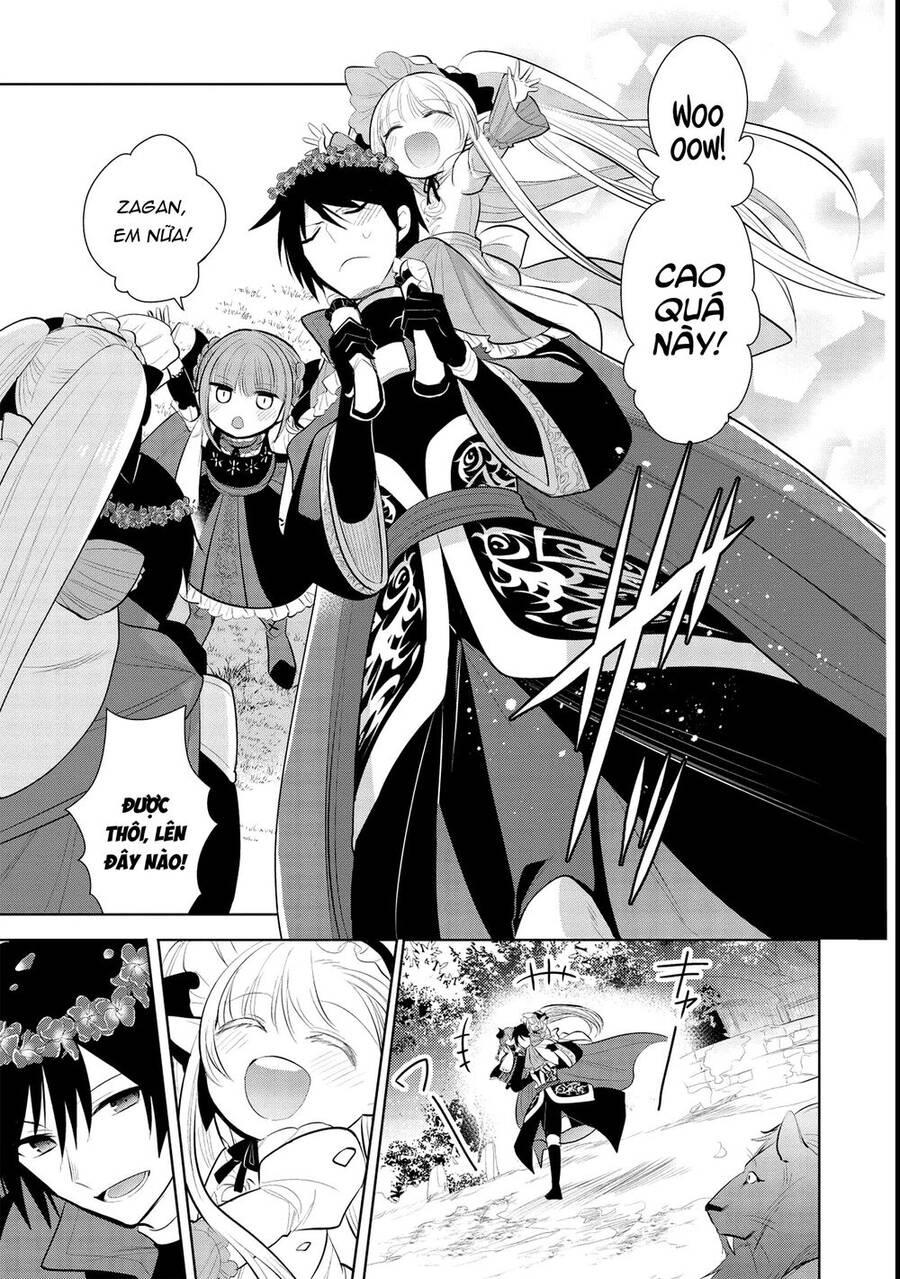 WOO
OOW!
CAO
QUÁ
NÀY!
ZAGAN,
EM NỮA!
ĐƯỢC
THÔI, LÊN
ĐÂY NÀO!